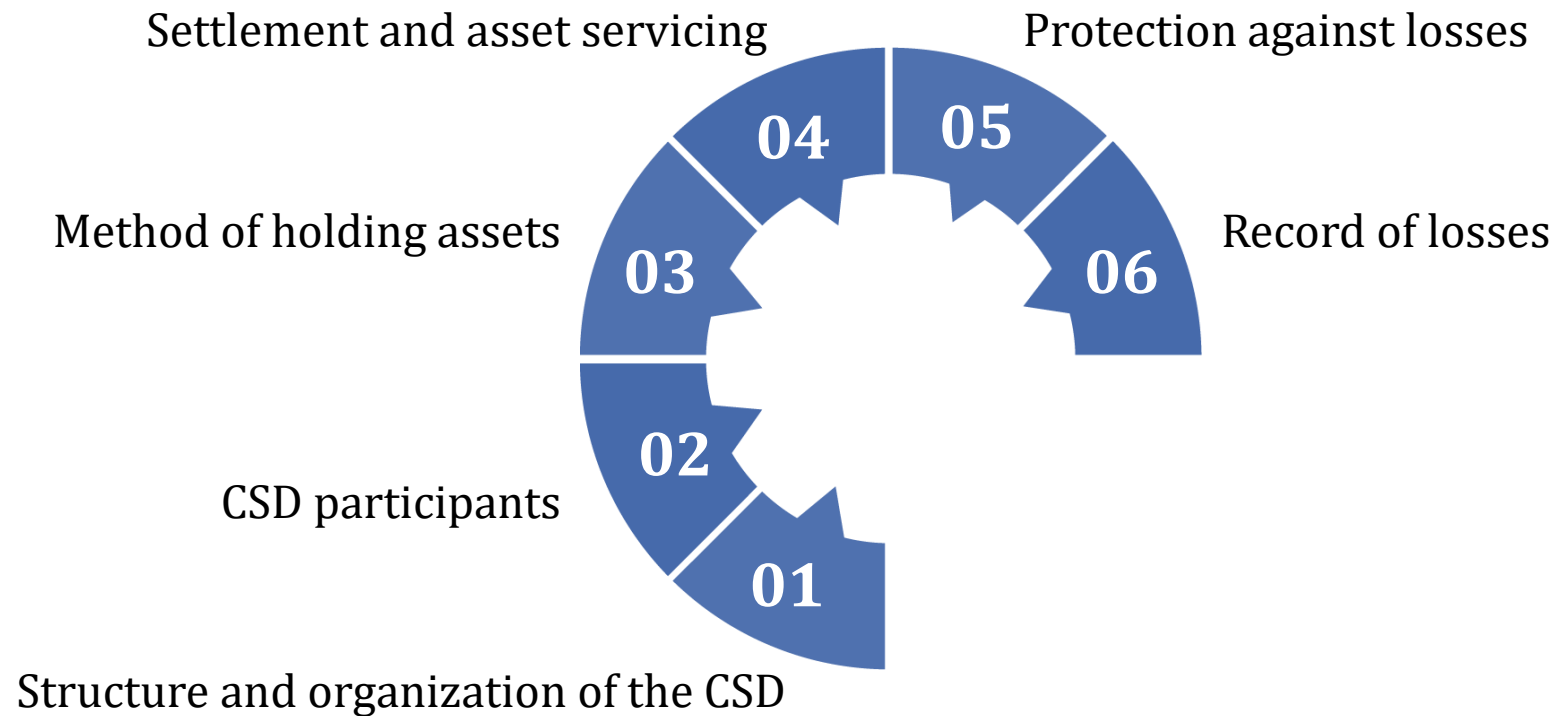 Settlement and asset servicing
Protection against losses
04
05
Method of holding assets
03
06
Record of losses
02
CSD participants
01
Structure and organization of the CSD